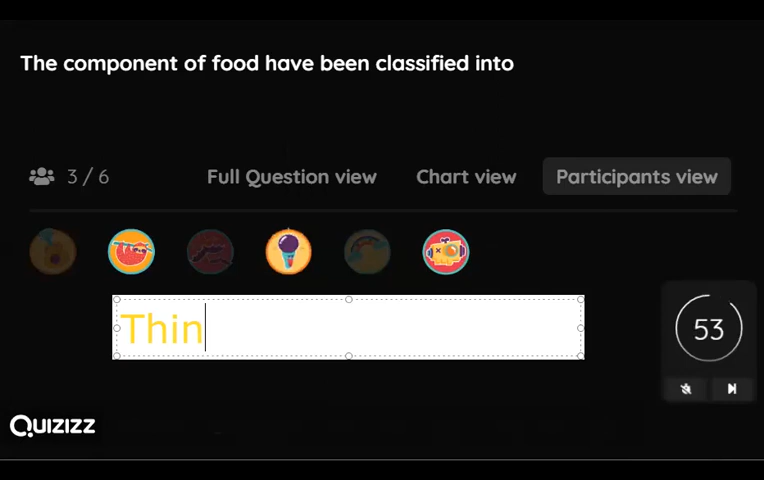 The component of food have been classified into
3 / 6
Full Question view
Chart view
Participants view
Thin
53
QUIZIZZ